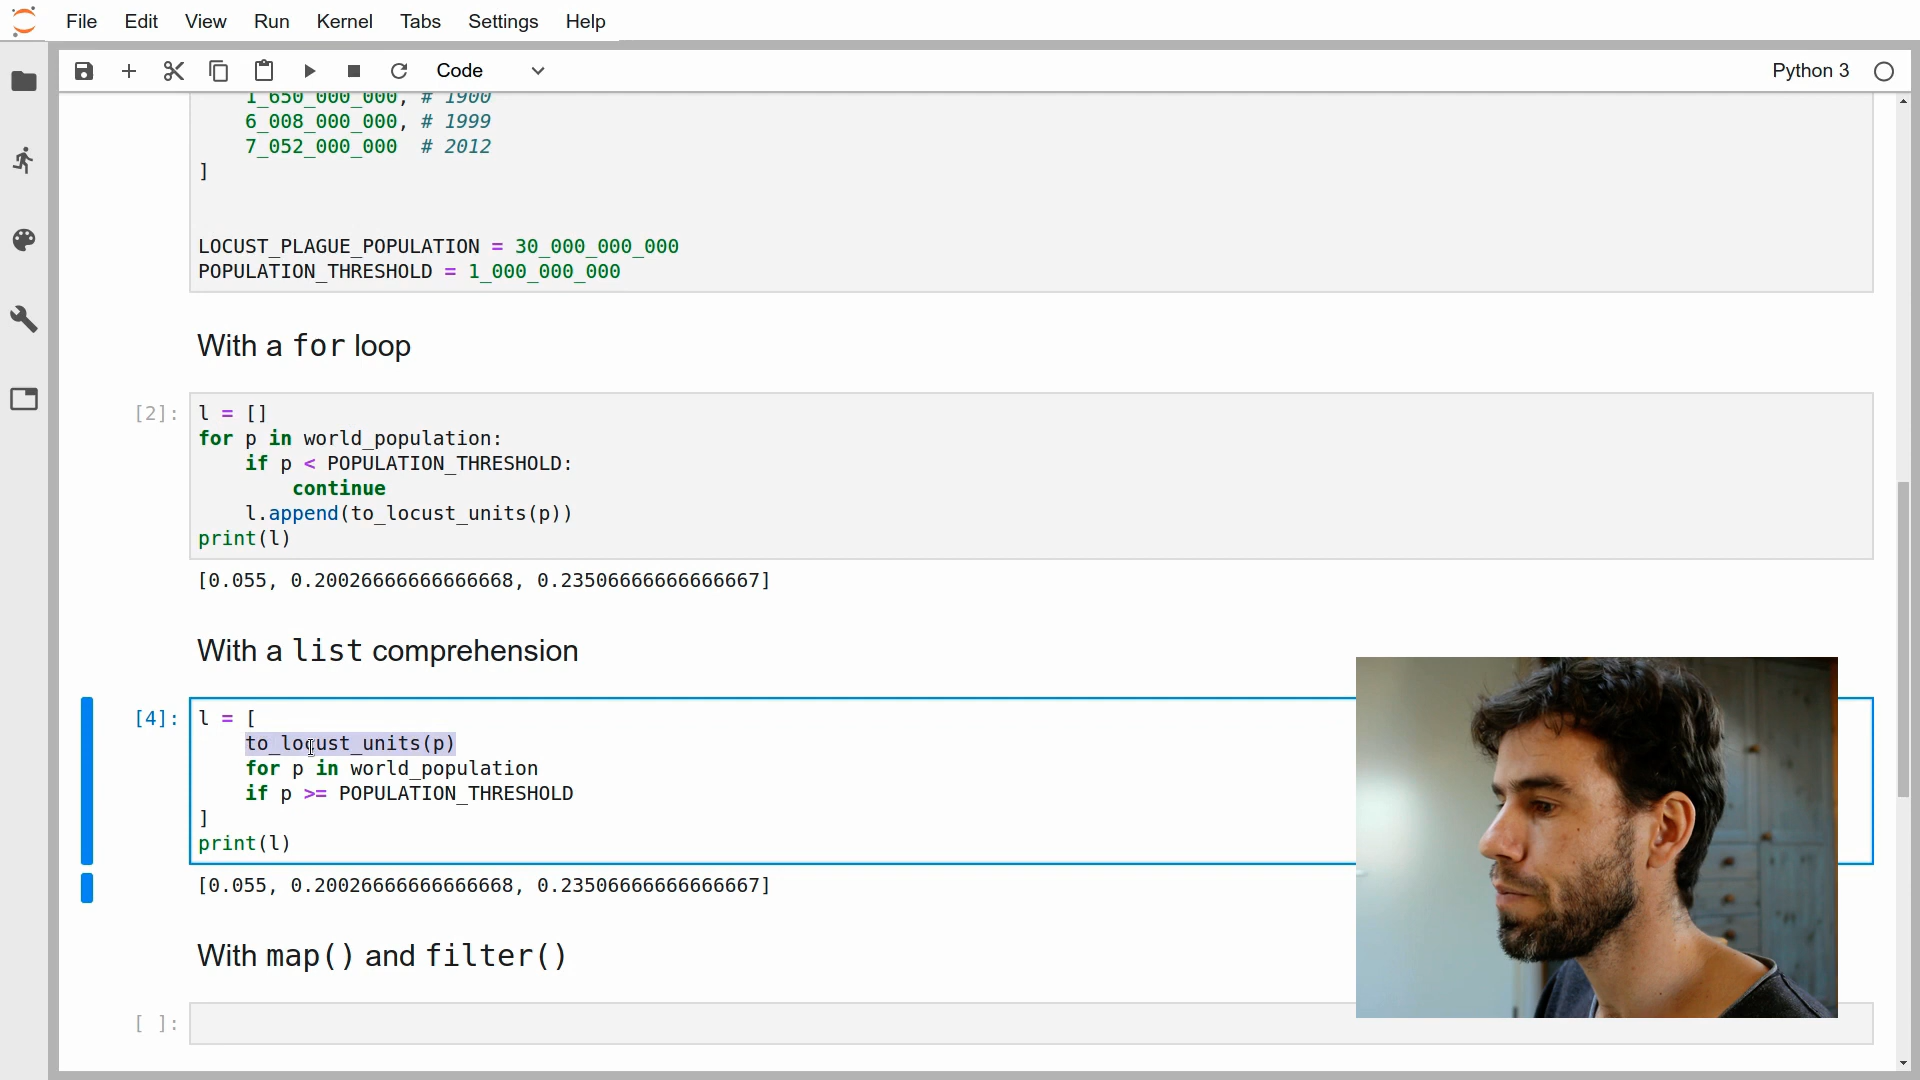 File Edit View Run Kernel Tabs Settings Help
Code
Python 3
1_650_000_000, # 1900
6_008_000_000, # 1999
7_052_000_000 # 2012
]
LOCUST_PLAGUE_POPULATION = 30_000_000_000
POPULATION_THRESHOLD = 1_000_000_000
With a for loop
[2]: l = []
for p in world_population:
if p < POPULATION_THRESHOLD:
continue
l.append(to_locust_units(p))
print(l)
[0.055, 0.20026666666666668, 0.23506666666666667]
With a list comprehension
[4]: l = [
to_locust_units(p)
for p in world_population
if p >= POPULATION_THRESHOLD
]
print(l)
[0.055, 0.20026666666666668, 0.23506666666666667]
With map() and filter()
[ ]: